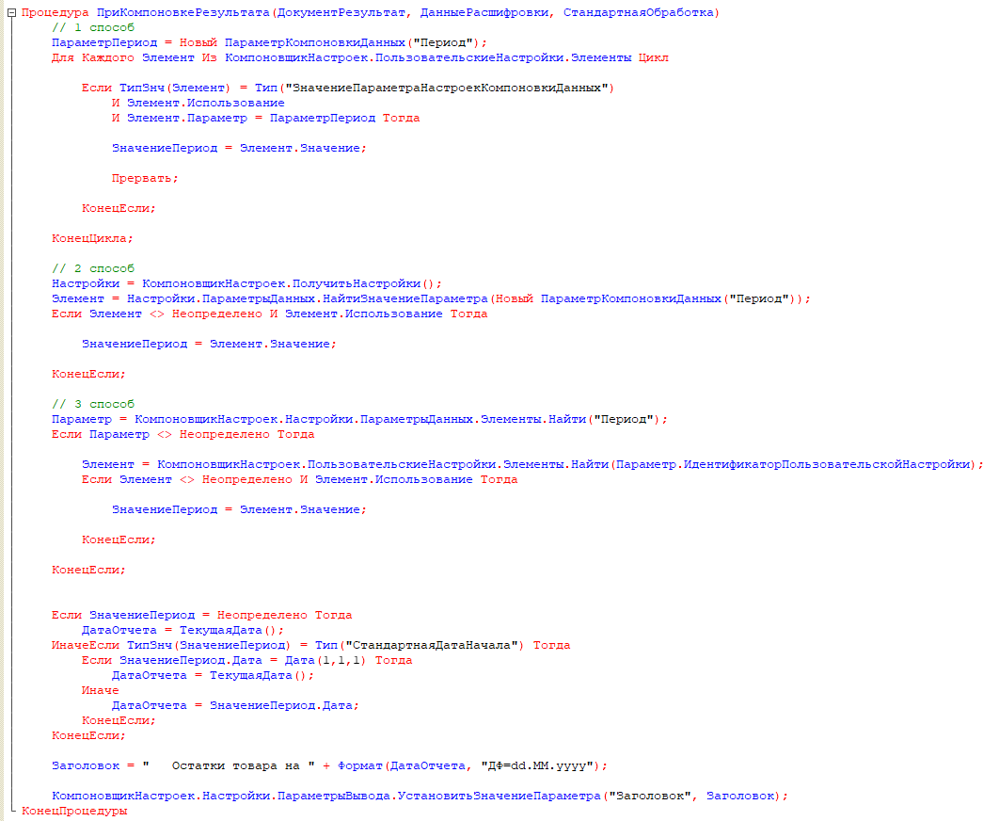 Процедура ПриКомпоновкеРезультата(ДокументРезультат, ДанныеРасшифровки, СтандартнаяОбработка)
// 1 способ
ПараметрПериод = Новый ПараметрКомпоновкиДанных("Период");
Для Каждого Элемент Из КомпоновщикНастроек.ПользовательскиеНастройки.Элементы Цикл
Если ТипЗнч(Элемент) = Тип("ЗначениеПараметраНастроекКомпоновкиДанных")
И Элемент.Использование
И Элемент.Параметр = ПараметрПериод Тогда
ЗначениеПериод = Элемент.Значение;
Прервать;
КонецЕсли;
КонецЦикла;
// 2 способ
Настройки = КомпоновщикНастроек.ПолучитьНастройки();
Элемент = Настройки.ПараметрыДанных.НайтиЗначениеПараметра(Новый ПараметрКомпоновкиДанных("Период"));
Если Элемент <> Неопределено И Элемент.Использование Тогда
ЗначениеПериод = Элемент.Значение;
КонецЕсли;
// 3 способ
Параметр = КомпоновщикНастроек.Настройки.ПараметрыДанных.Элементы.Найти("Период");
Если Параметр <> Неопределено Тогда
Элемент = КомпоновщикНастроек.ПользовательскиеНастройки.Элементы.Найти(Параметр.ИдентификаторПользовательскойНастройки);
Если Элемент <> Неопределено И Элемент.Использование Тогда
ЗначениеПериод = Элемент.Значение;
КонецЕсли;
КонецЕсли;
Если ЗначениеПериод = Неопределено Тогда
ДатаОтчета = ТекущаяДата();
ИначеЕсли ТипЗнч(ЗначениеПериод) = Тип("СтандартнаяДатаНачала") Тогда
Если ЗначениеПериод.Дата = Дата(1,1,1) Тогда
ДатаОтчета = ТекущаяДата();
Иначе
ДатаОтчета = ЗначениеПериод.Дата;
КонецЕсли;
КонецЕсли;
Заголовок = "   Остатки товара на " + Формат(ДатаОтчета, "ДФ=dd.MM.yyyy");
КомпоновщикНастроек.Настройки.ПараметрыВывода.УстановитьЗначениеПараметра("Заголовок", Заголовок);
КонецПроцедуры